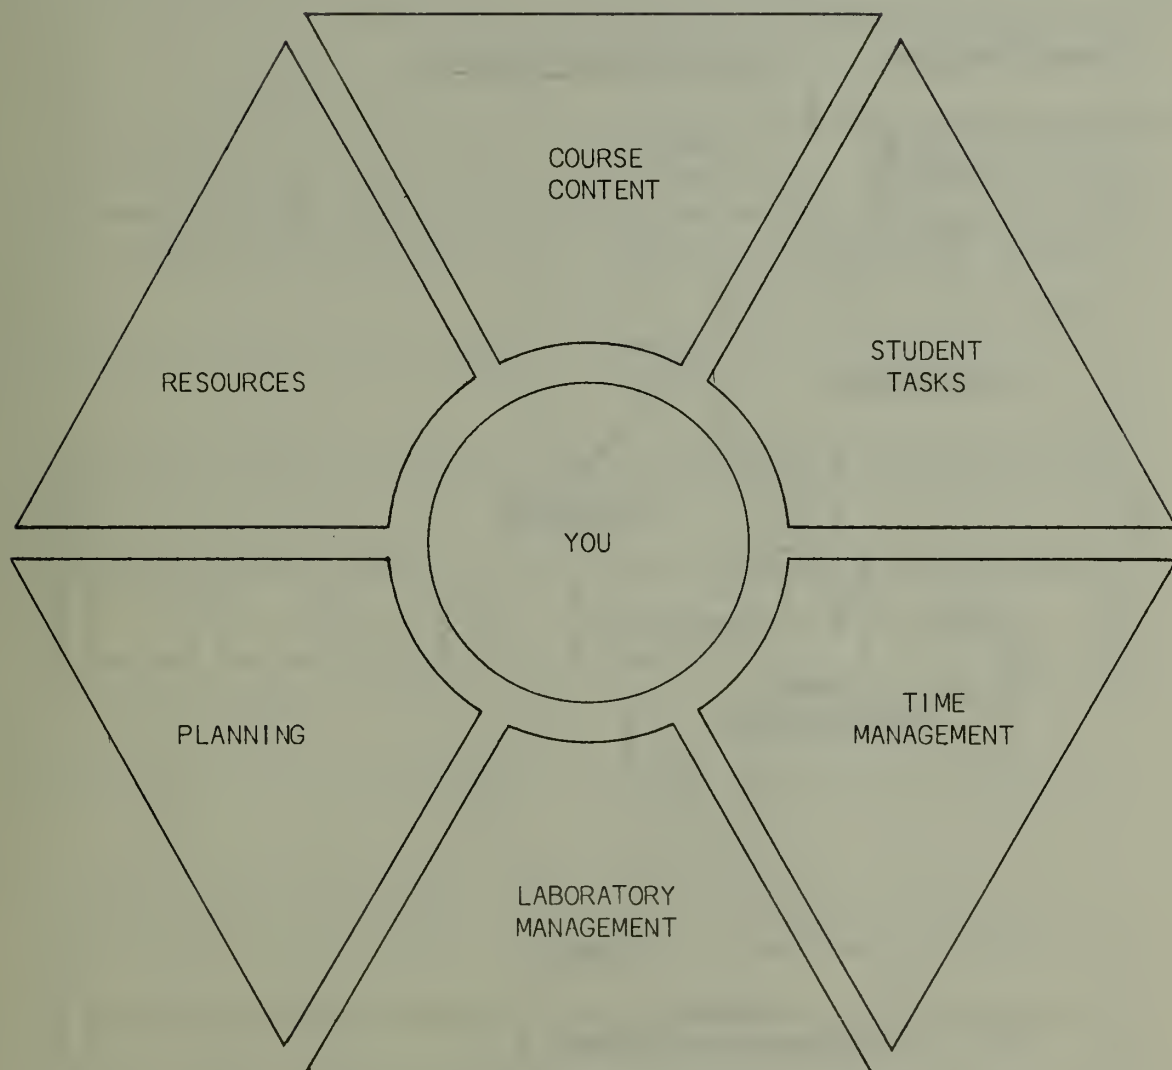 COURSE
CONTENT
STUDENT
TASKS
RESOURCES
YOU
TIME
MANAGEMENT
PLANNING
LABORATORY
MANAGEMENT